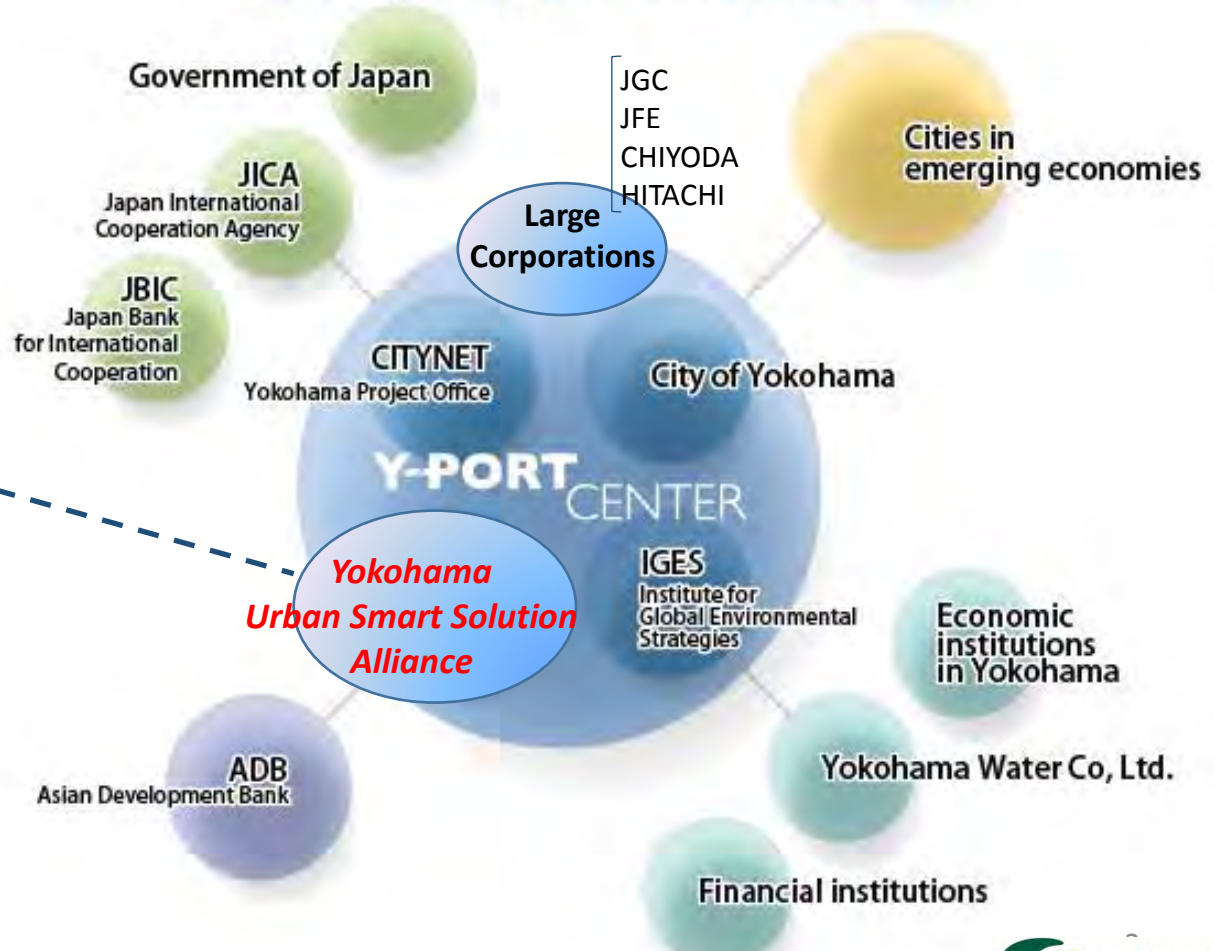 Government of Japan
JGC
JFE
CHIYODA
HITACHI
Cities in
emerging economies
JICA
Japan International
Cooperation Agency
Large
Corporations
JBIC
Japan Bank
for International
Cooperation
CITYNET
Yokohama Project Office
City of Yokohama
Y-PORT
CENTER
Yokohama
Urban Smart Solution
Alliance
IGES
Institute for
Global Environmental
Strategies
Economic
institutions
in Yokohama
ADB
Asian Development Bank
Yokohama Water Co, Ltd.
Financial institutions